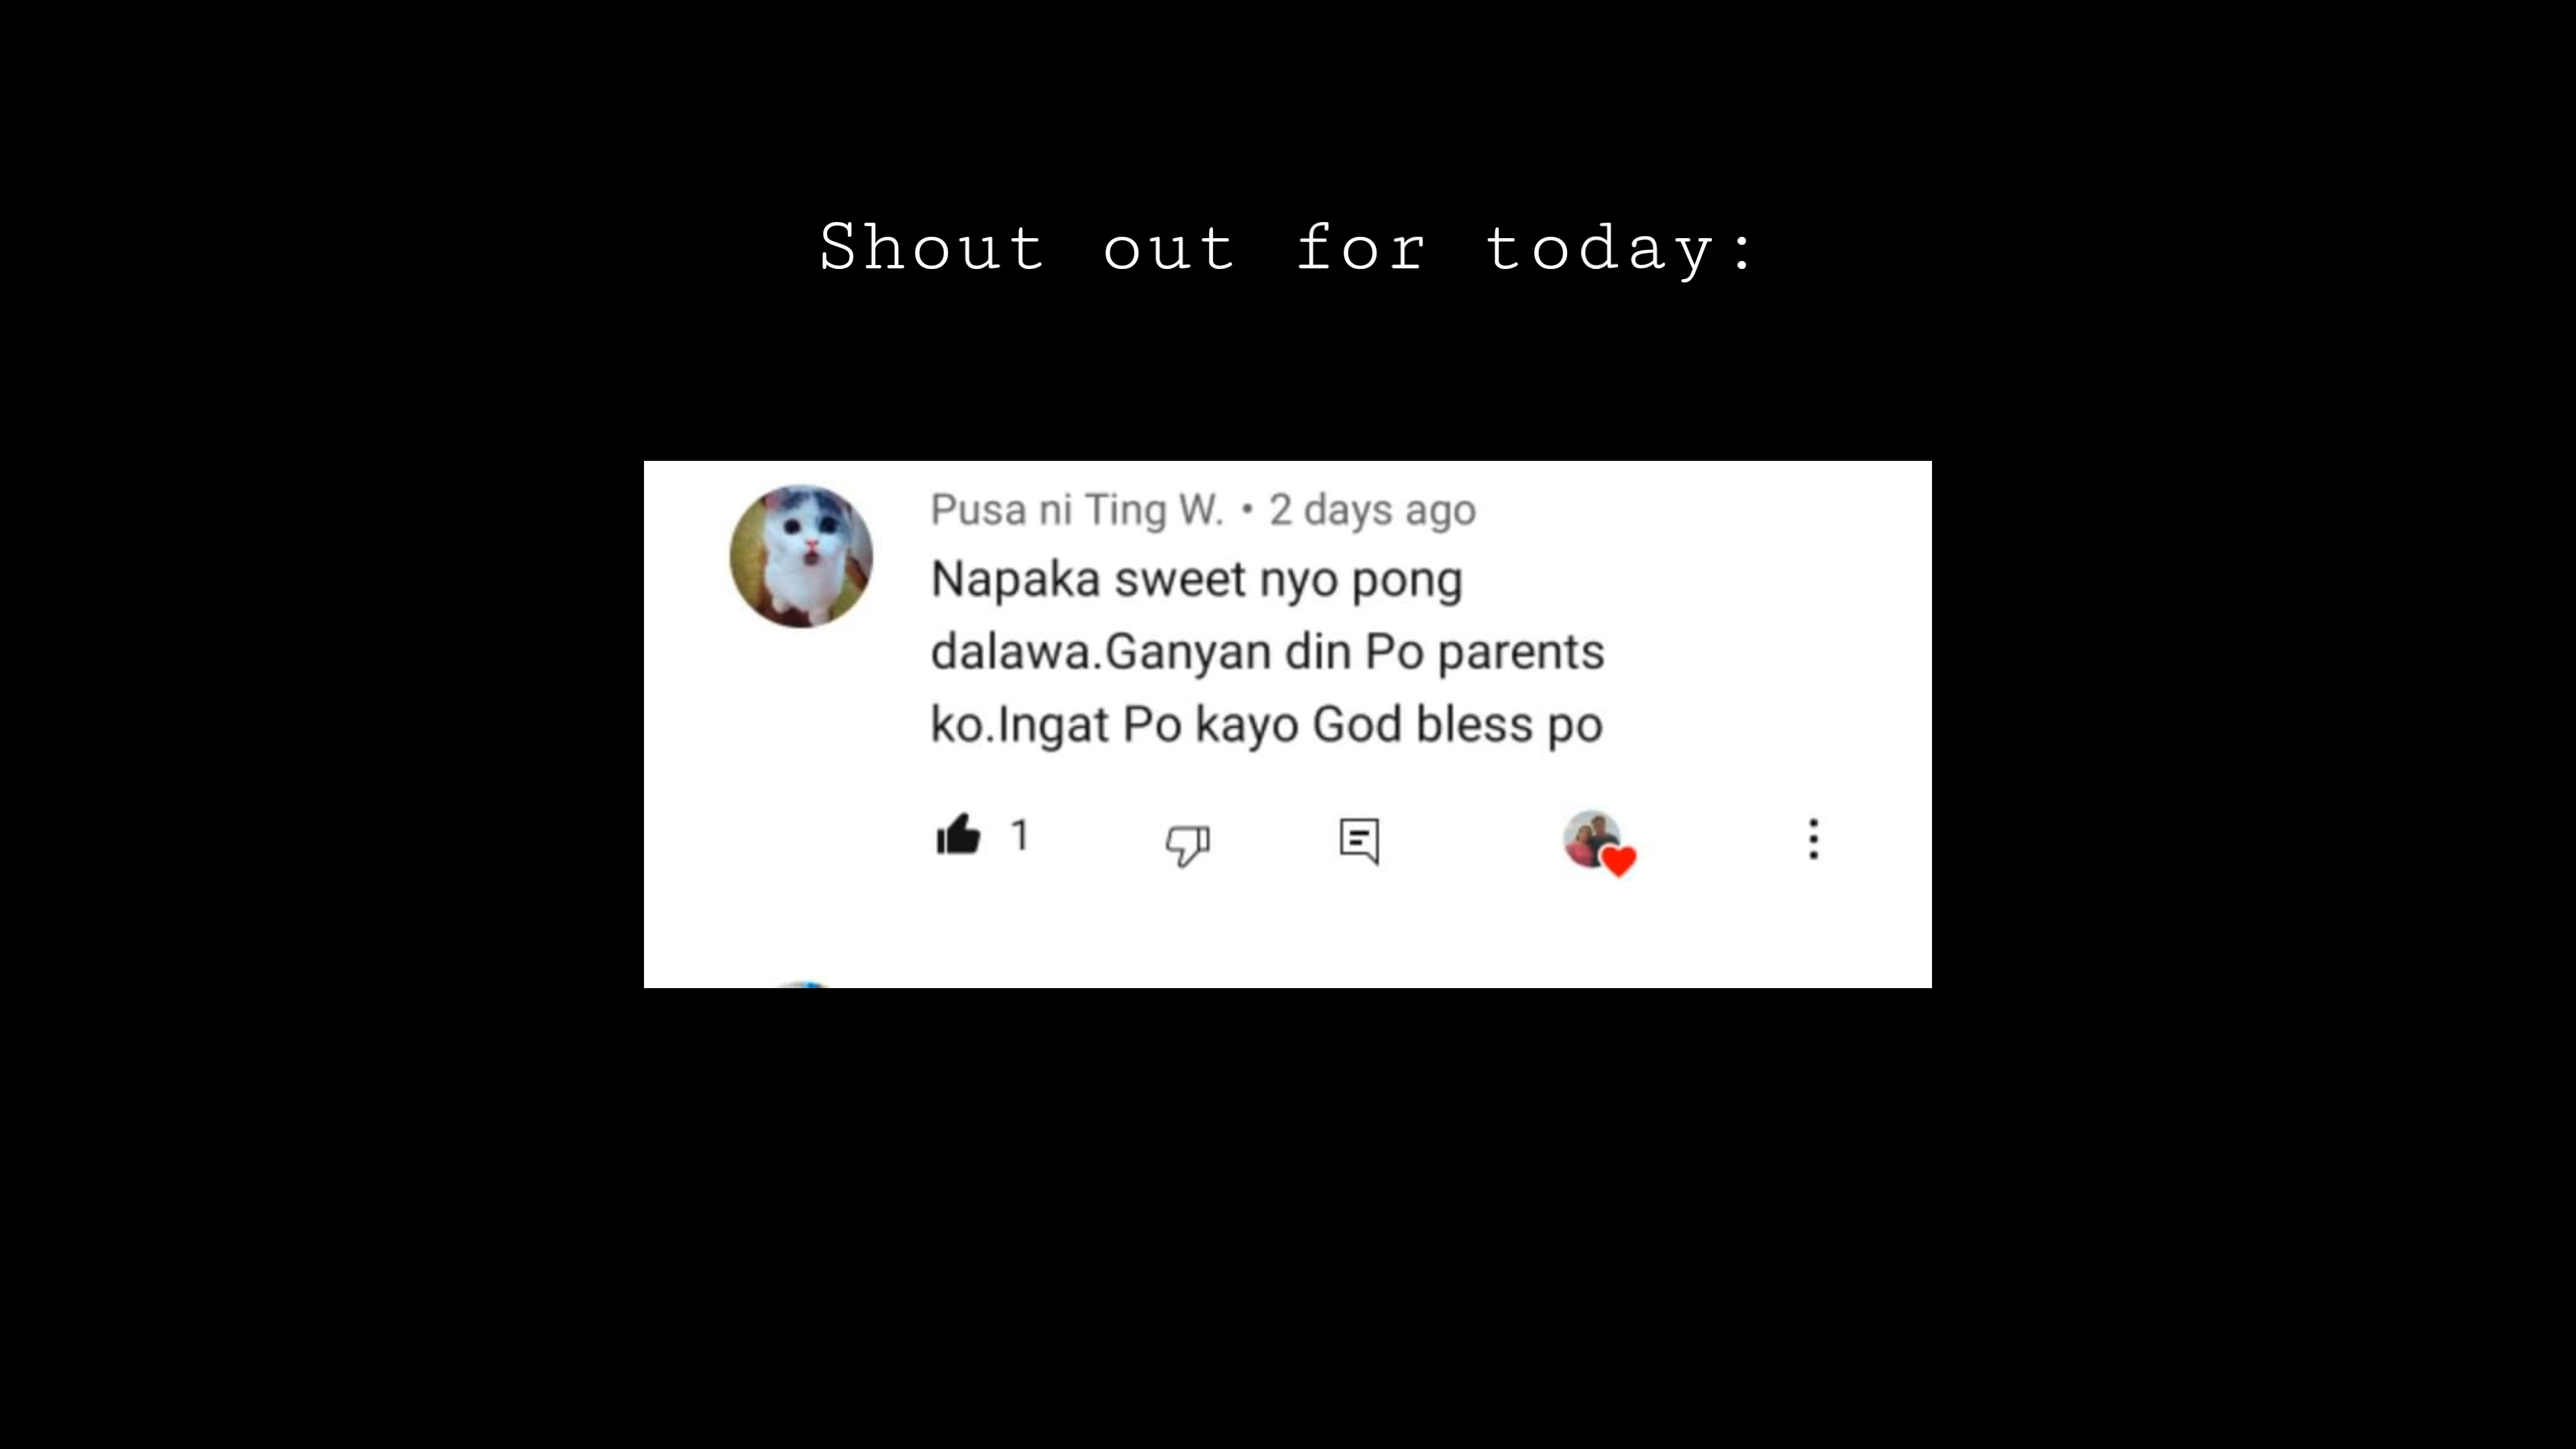 Shout out for today:
Pusa ni Ting W. • 2 days ago
Napaka sweet nyo pong
dalawa.Ganyan din Po parents
ko.Ingat Po kayo God bless po
1